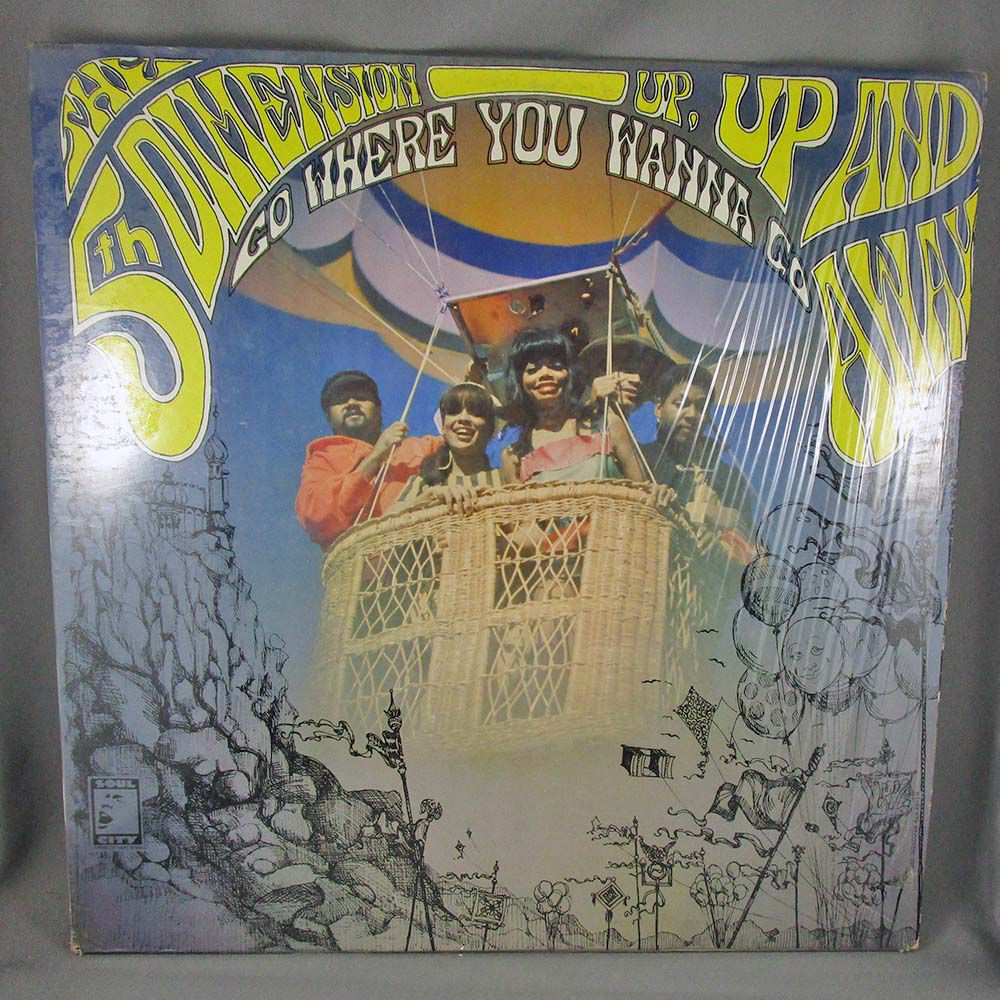 THE
5th DIMENSION — UP, UP AND AWAY
GO WHERE YOU WANNA GO
SOUL
CITY